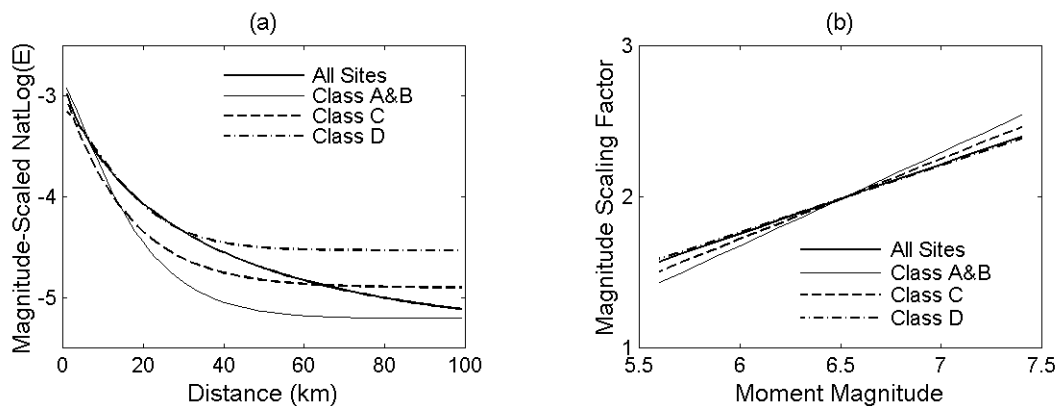 (a)
Magnitude-Scaled NatLog(E)
-3
-4
-5
0
20
40
60
80
100
Distance (km)
All Sites
Class A&B
Class C
Class D
(b)
Magnitude Scaling Factor
3
2
1
5.5
6
6.5
7
7.5
Moment Magnitude
All Sites
Class A&B
Class C
Class D